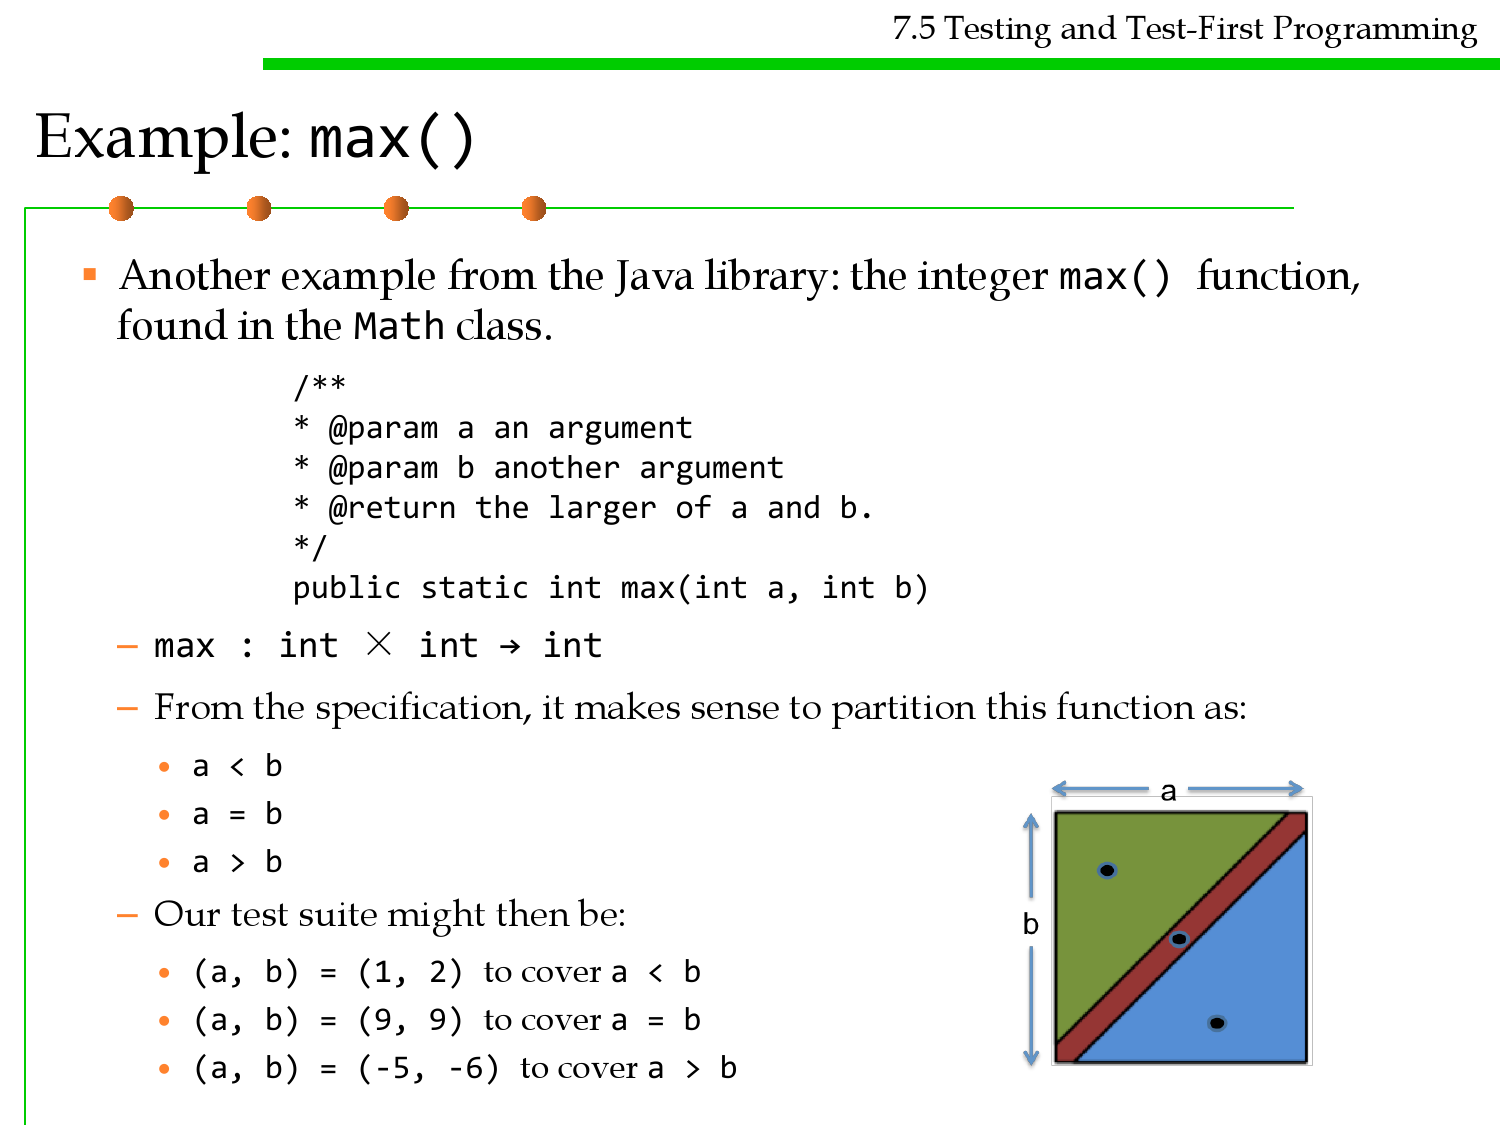 7.5 Testing and Test-First Programming
Example: max()
▪ Another example from the Java library: the integer max() function,
found in the Math class.
/**
* @param a an argument
* @param b another argument
* @return the larger of a and b.
*/
public static int max(int a, int b)
– max : int × int → int
– From the specification, it makes sense to partition this function as:
• a < b
• a = b
• a > b
– Our test suite might then be:
• (a, b) = (1, 2) to cover a < b
• (a, b) = (9, 9) to cover a = b
• (a, b) = (-5, -6) to cover a > b
a
b